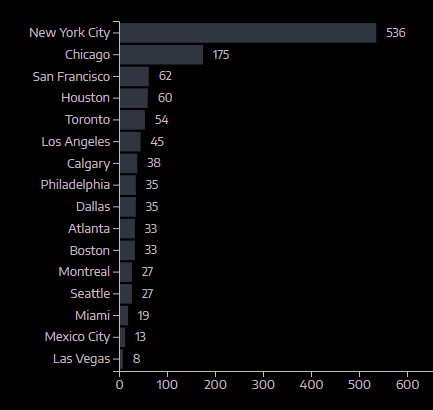 New York City 536
Chicago 175
San Francisco 62
Houston 60
Toronto 54
Los Angeles 45
Calgary 38
Philadelphia 35
Dallas 35
Atlanta 33
Boston 33
Montreal 27
Seattle 27
Miami 19
Mexico City 13
Las Vegas 8
0 100 200 300 400 500 600